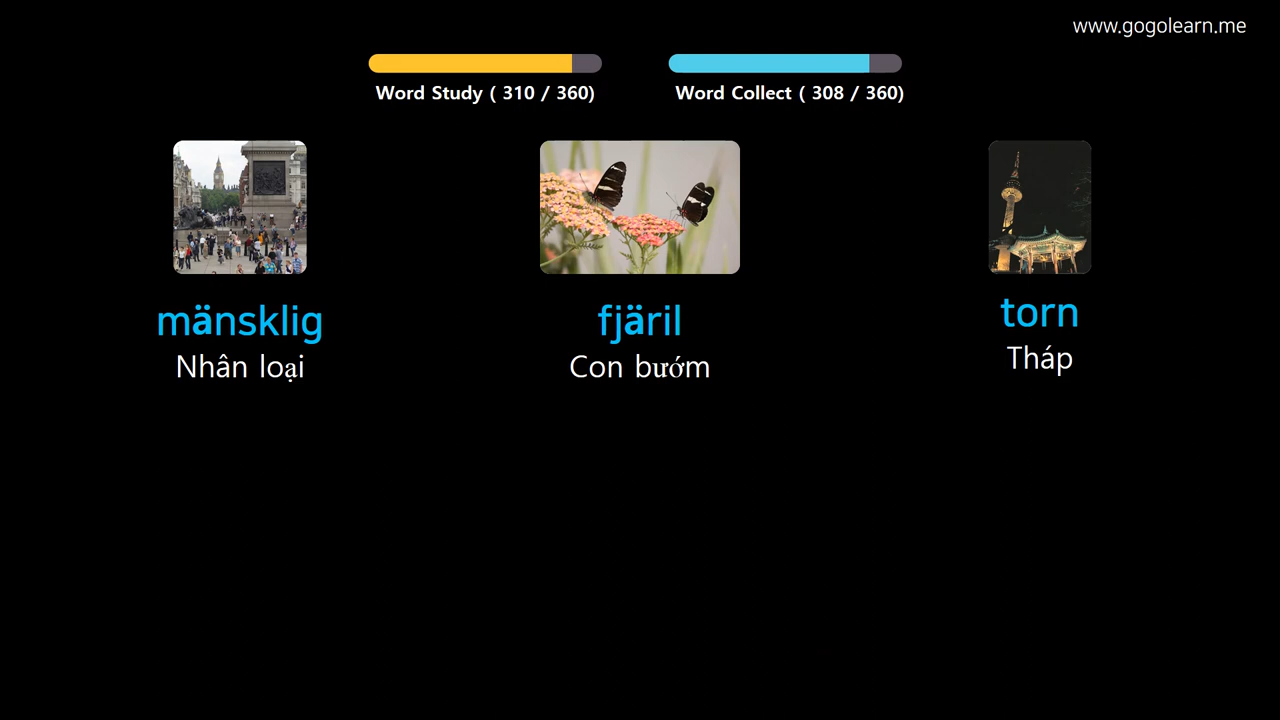 www.gogolearn.me
Word Study ( 310 / 360)
Word Collect ( 308 / 360)
mänsklig
Nhân loại
fjäril
Con bướm
torn
Tháp